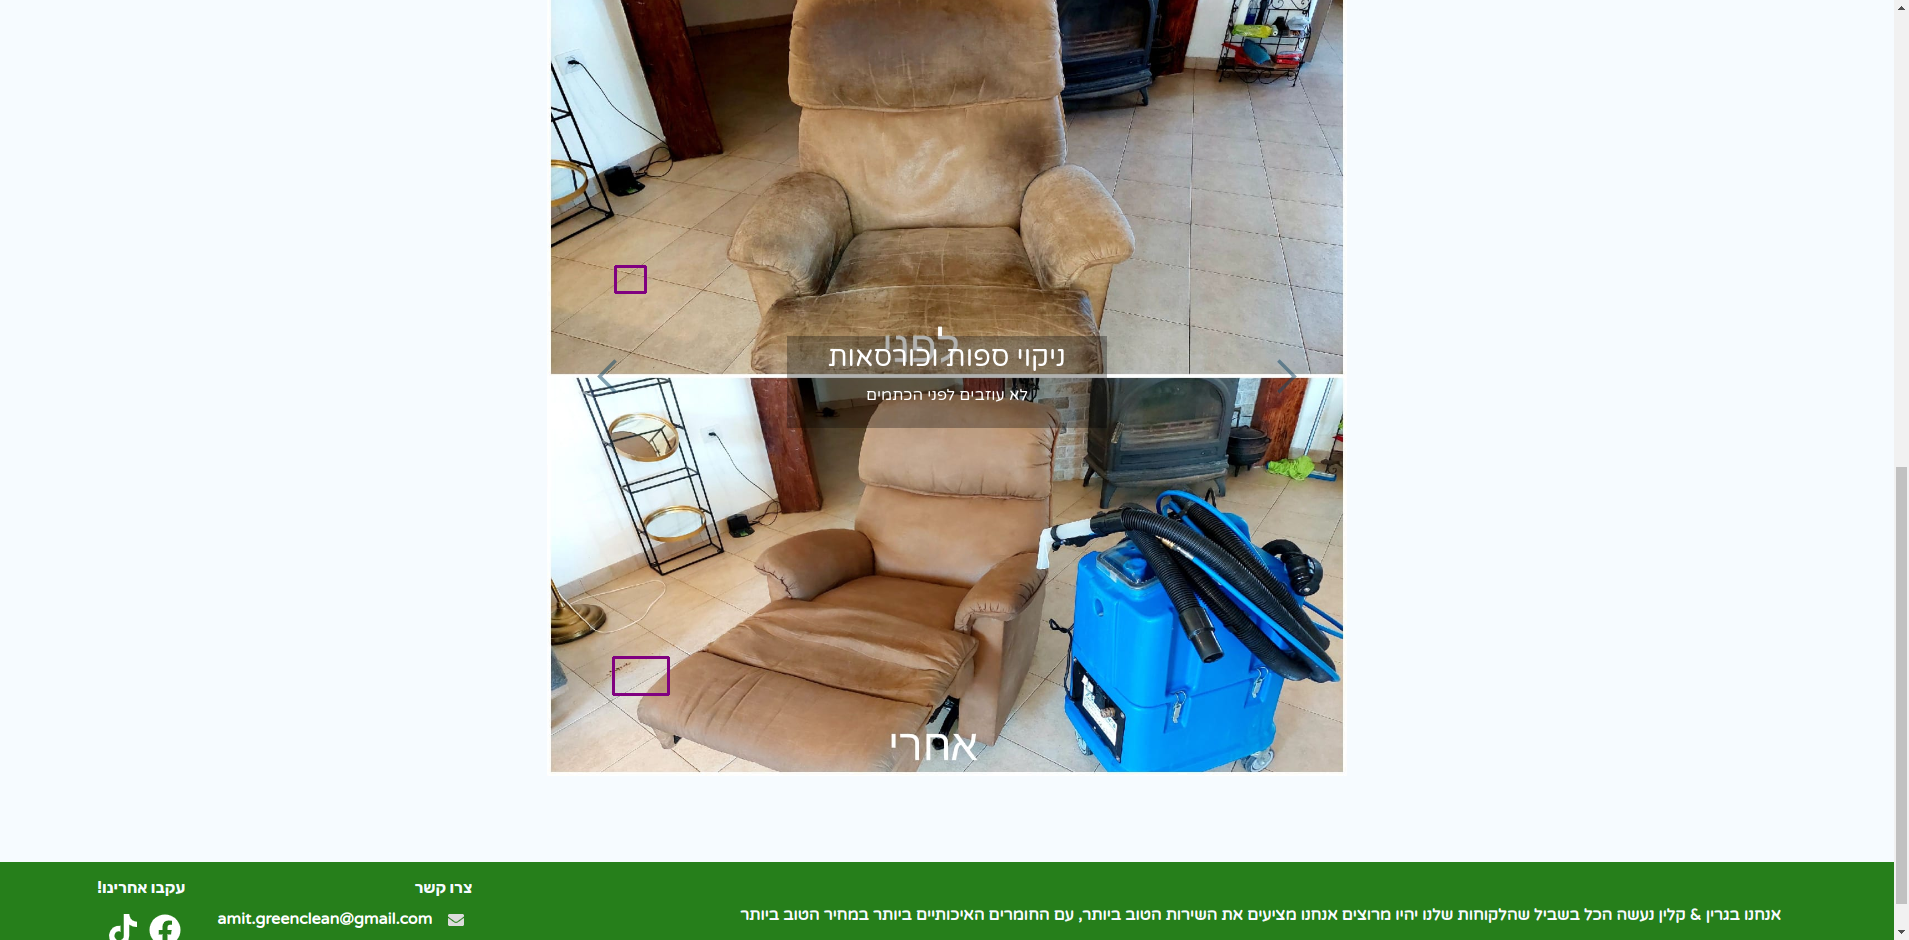 לפני
ניקוי ספות וכורסאות
לא עוזבים לפני הכתמים
אחרי
אנחנו בגרין & קלין נעשה הכל בשביל שהלקוחות שלנו יהיו מרוצים אנחנו מציעים את השירות הטוב ביותר, עם החומרים האיכותיים ביותר במחיר הטוב ביותר
צרו קשר
amit.greenclean@gmail.com
עקבו אחרינו!